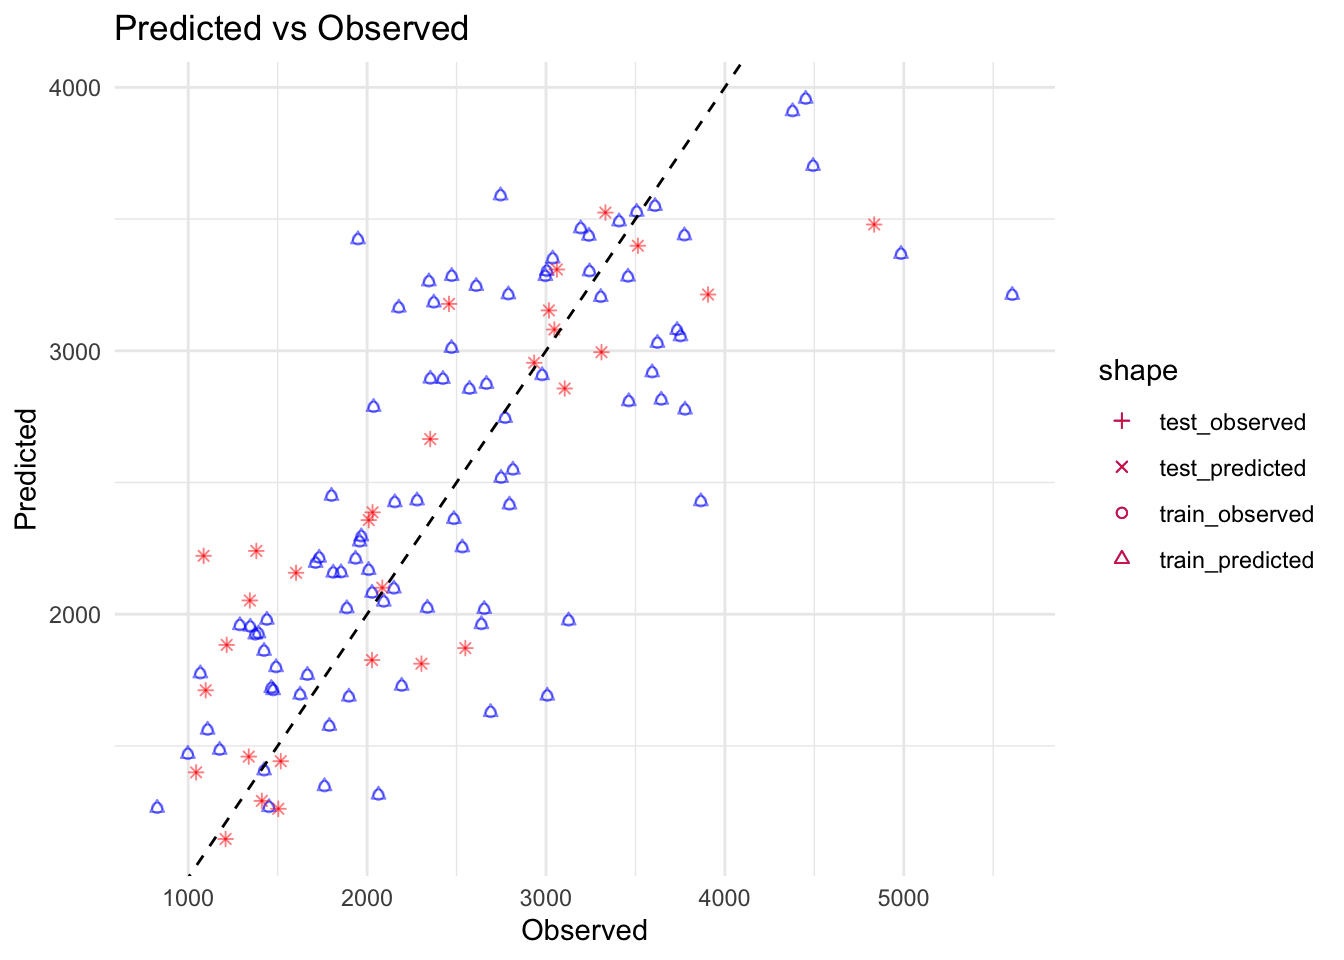 Predicted vs Observed
4000
3000
2000
Predicted
1000 2000 3000 4000 5000
Observed
shape
test_observed
test_predicted
train_observed
train_predicted